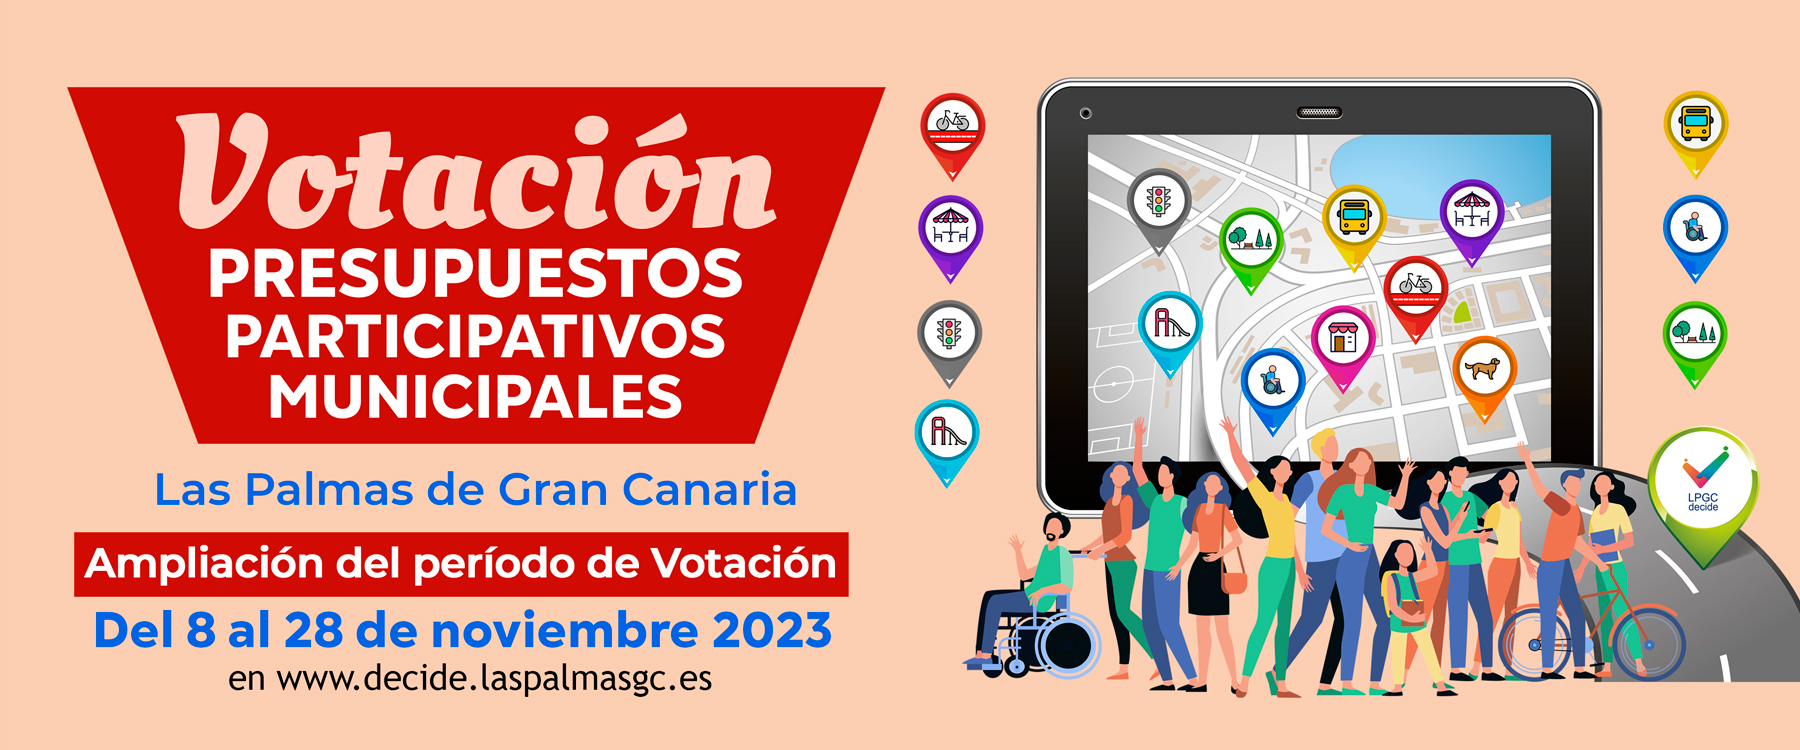 Votación
PRESUPUESTOS
PARTICIPATIVOS
MUNICIPALES
Las Palmas de Gran Canaria
Ampliación del período de Votación
Del 8 al 28 de noviembre 2023
en www.decide.laspalmasgc.es
LPGC
decide